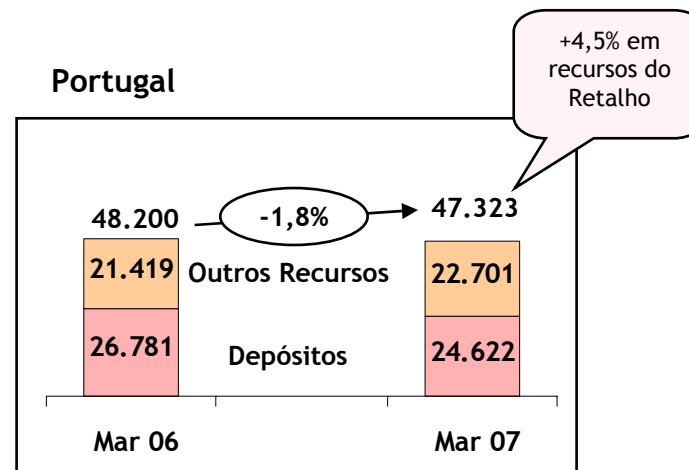 +4,5% em
recursos do
Retalho
Portugal
48.200
-1,8%
47.323
21.419
Outros Recursos
22.701
26.781
Depósitos
24.622
Mar 06
Mar 07